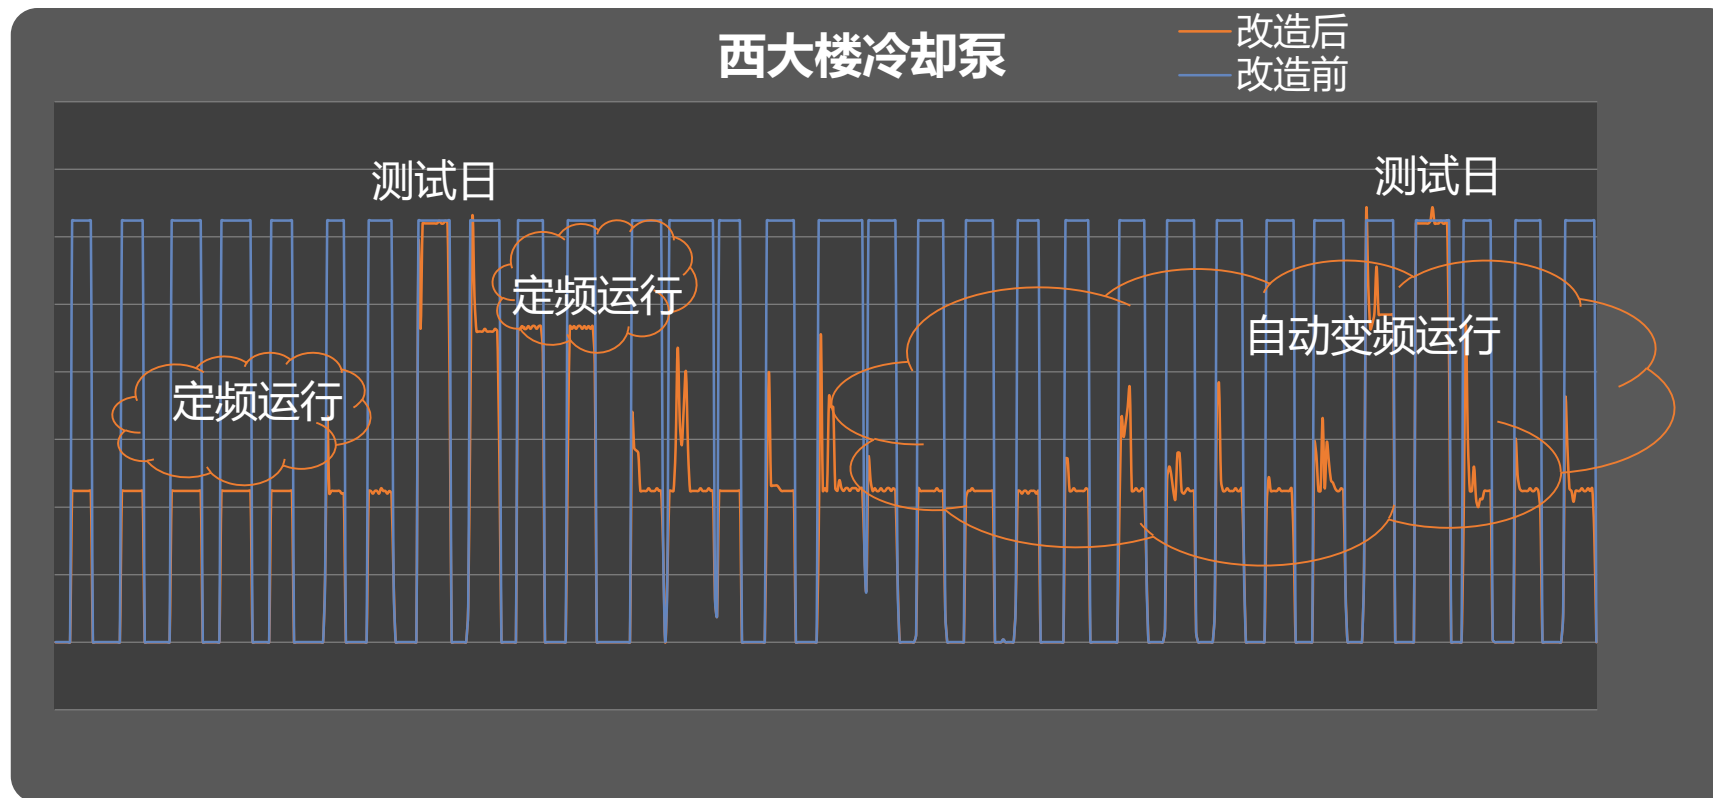 西大楼冷却泵
改造后
改造前
测试日
测试日
定频运行
自动变频运行
定频运行